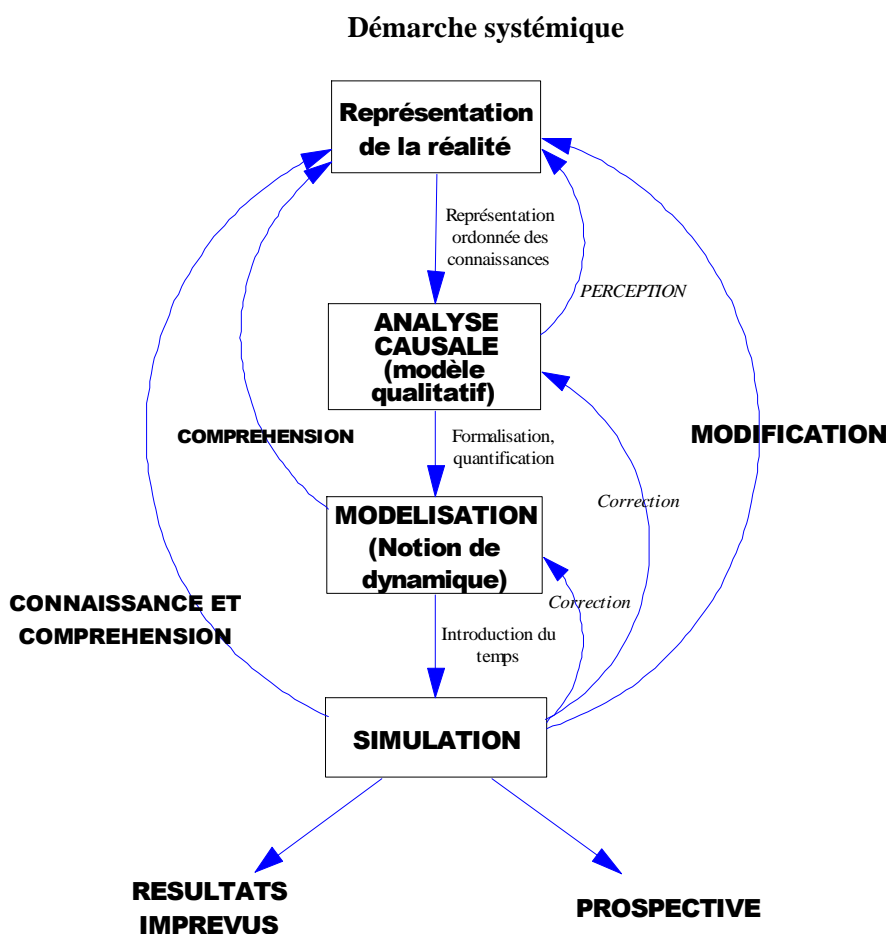 Démarche systémique
Représentation
de la réalité
Représentation
ordonnée des
connaissances
PERCEPTION
ANALYSE
CAUSALE
(modèle
qualitatif)
COMPREHENSION
Formalisation,
quantification
MODIFICATION
Correction
MODELISATION
(Notion de
dynamique)
CONNAISSANCE ET
COMPREHENSION
Correction
Introduction du
temps
SIMULATION
RESULTATS
IMPREVUS
PROSPECTIVE